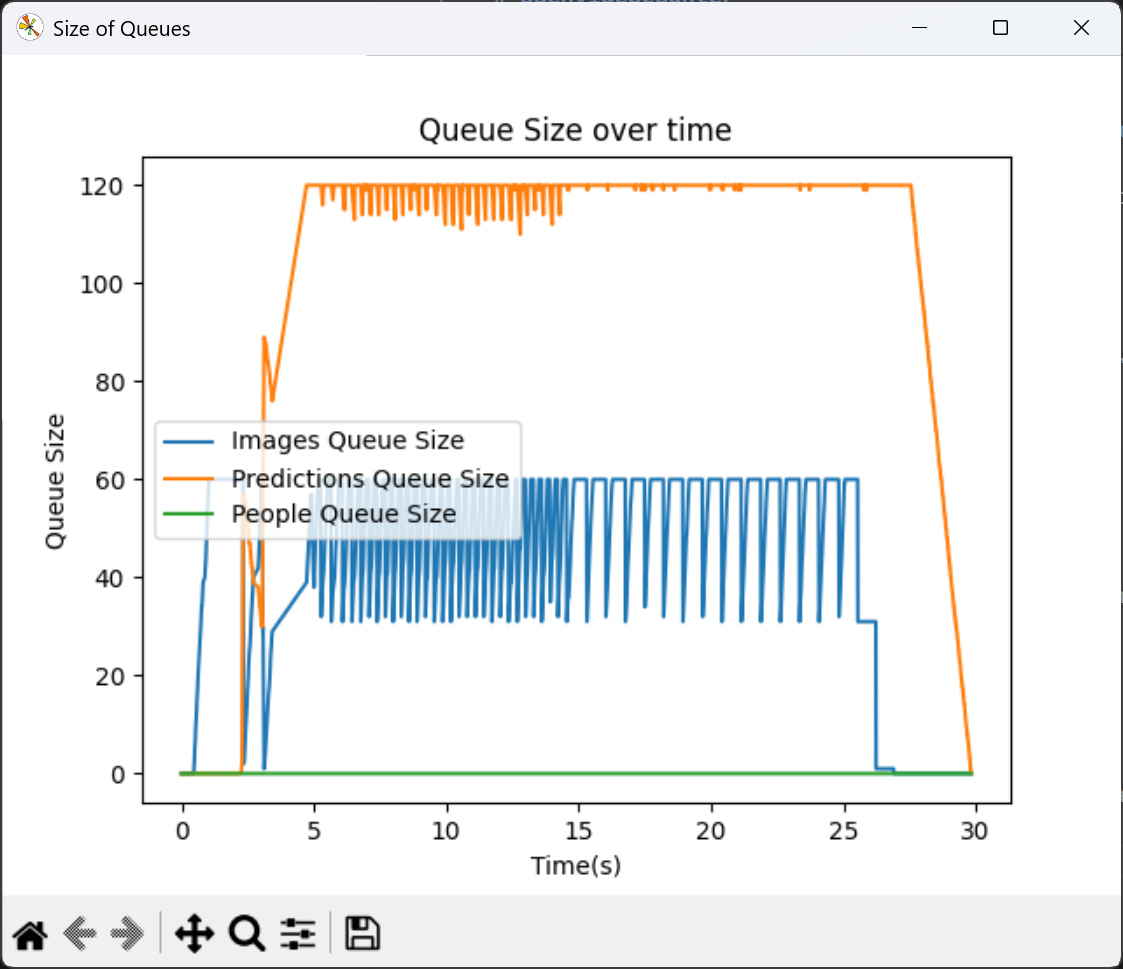 Size of Queues
Queue Size over time
120
100
80
60
40
20
0
Queue Size
Images Queue Size
Predictions Queue Size
People Queue Size
0 5 10 15 20 25 30
Time(s)